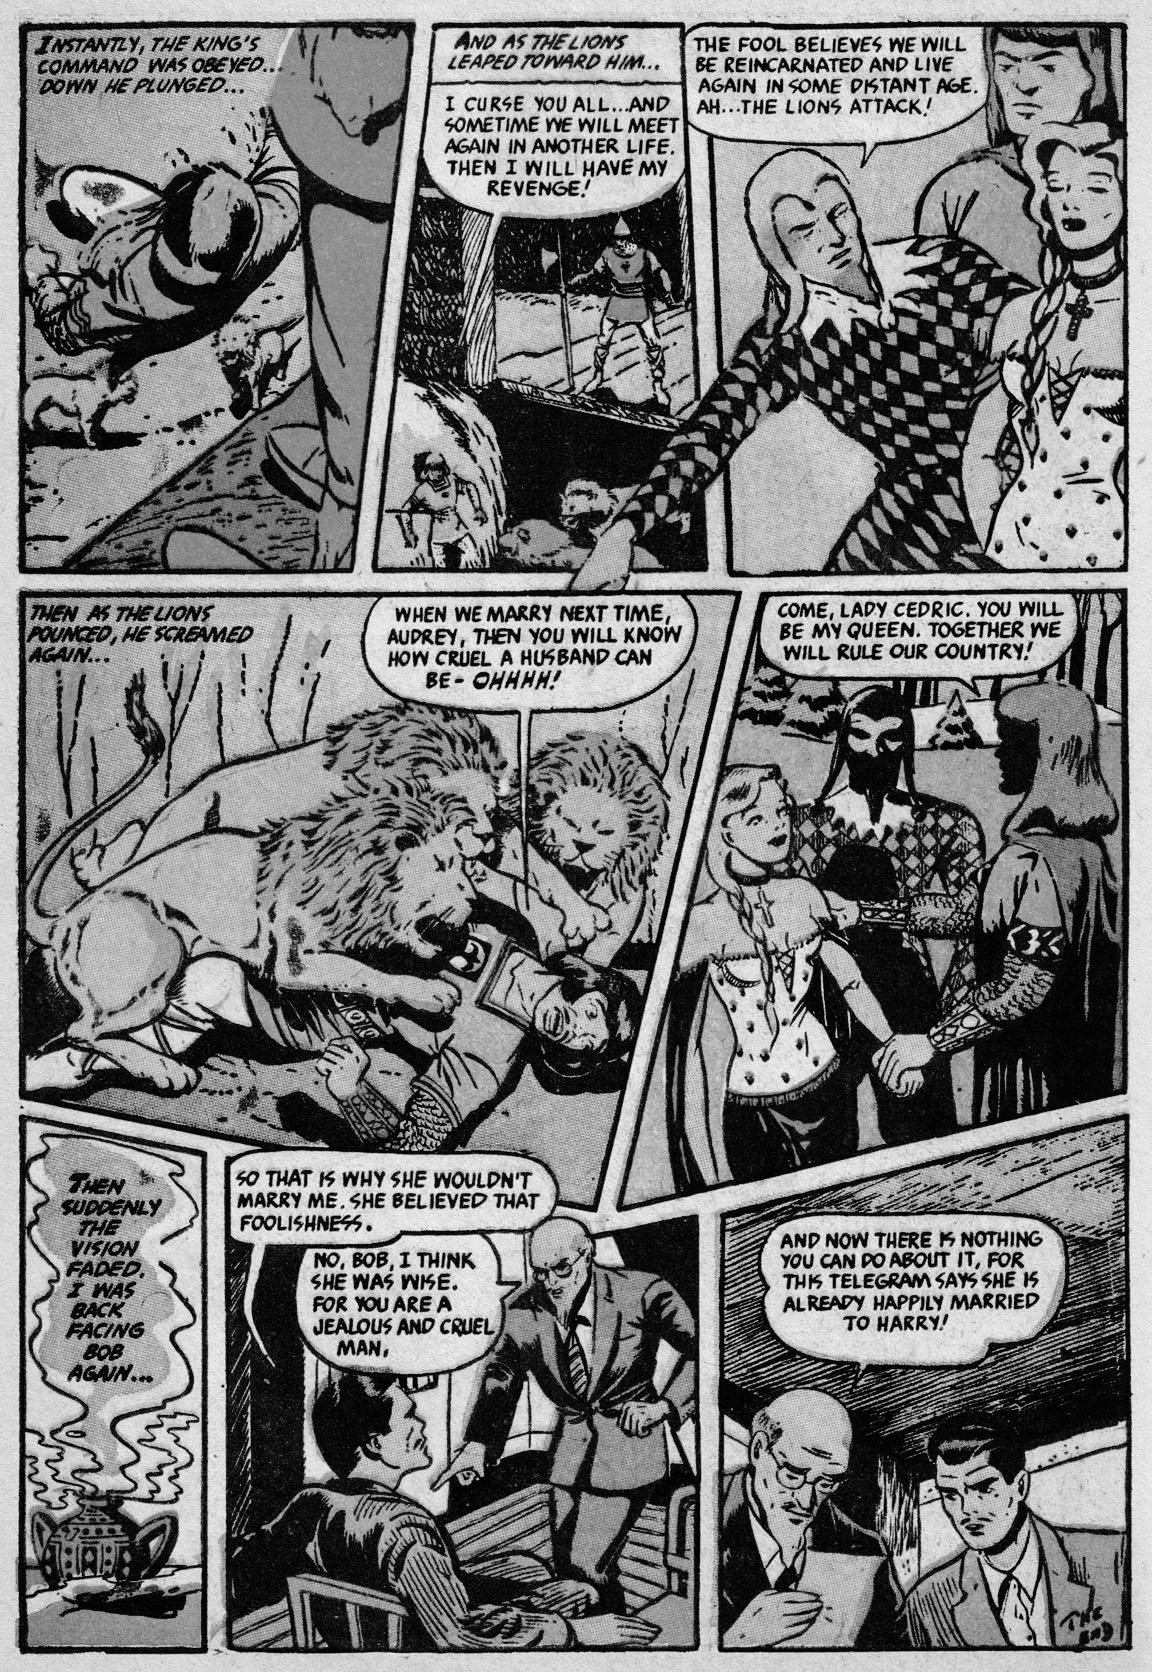 INSTANTLY, THE KING'S
COMMAND WAS OBEYED...
DOWN HE PLUNGED...
AND AS THE LIONS
LEAPED TOWARD HIM...
I CURSE YOU ALL...AND
SOMETIME WE WILL MEET
AGAIN IN ANOTHER LIFE.
THEN I WILL HAVE MY
REVENGE!
THE FOOL BELIEVES WE WILL
BE REINCARNATED AND LIVE
AGAIN IN SOME DISTANT AGE.
AH...THE LIONS ATTACK!
THEN AS THE LIONS
POUNCED, HE SCREAMED
AGAIN...
WHEN WE MARRY NEXT TIME,
AUDREY, THEN YOU WILL KNOW
HOW CRUEL A HUSBAND CAN
BE- OHHHH!
COME, LADY CEDRIC. YOU WILL
BE MY QUEEN. TOGETHER WE
WILL RULE OUR COUNTRY!
THEN
SUDDENLY
THE
VISION
FADED.
I WAS
BACK
FACING
BOB
AGAIN...
SO THAT IS WHY SHE WOULDN'T
MARRY ME. SHE BELIEVED THAT
FOOLISHNESS.
NO, BOB, I THINK
SHE WAS WISE.
FOR YOU ARE A
JEALOUS AND CRUEL
MAN,
AND NOW THERE IS NOTHING
YOU CAN DO ABOUT IT, FOR
THIS TELEGRAM SAYS SHE IS
ALREADY HAPPILY MARRIED
TO HARRY!
THE
END